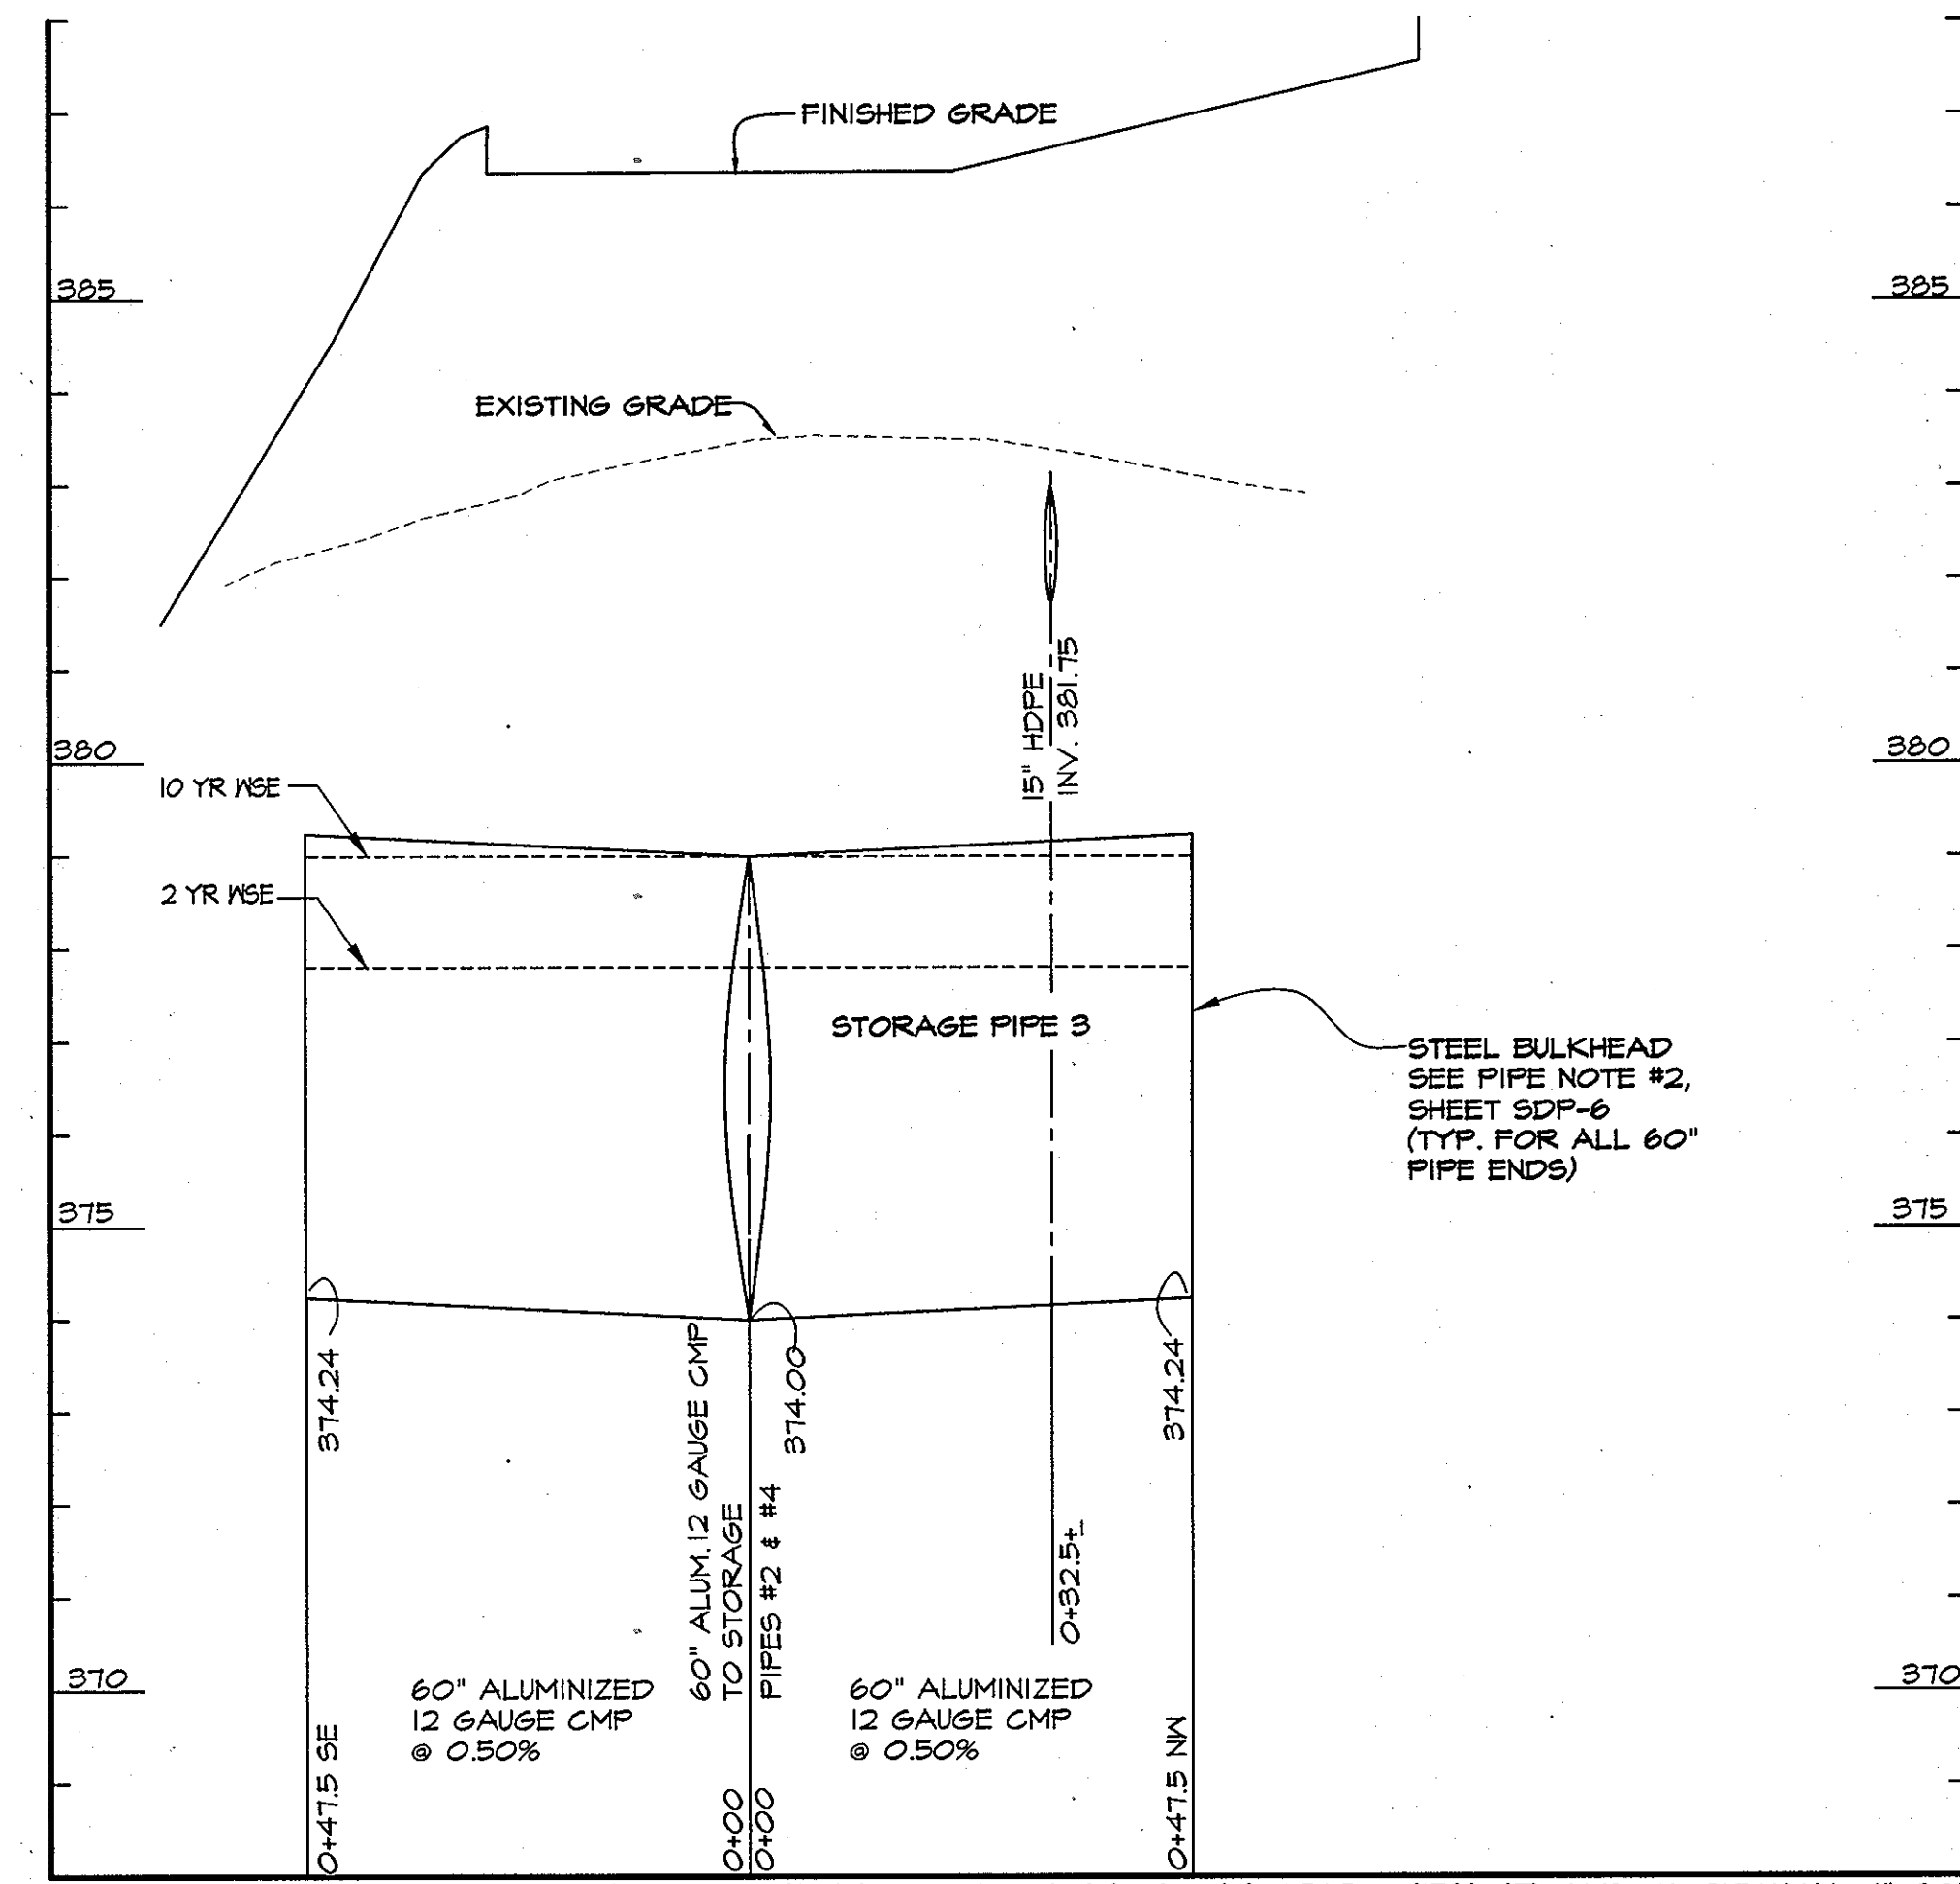 FINISHED GRADE
385
385
EXISTING GRADE
15" HDPE
INV. 381.75
380
380
10 YR WSE
2 YR WSE
STORAGE PIPE 3
STEEL BULKHEAD
SEE PIPE NOTE #2,
SHEET SDP-6
(TYP. FOR ALL 60"
PIPE ENDS)
375
375
374.24
60" ALUM. 12 GAUGE CMP
TO STORAGE
PIPES #2 & #4
374.00
374.24
0+32.5±
370
370
60" ALUMINIZED
12 GAUGE CMP
@ 0.50%
60" ALUMINIZED
12 GAUGE CMP
@ 0.50%
0+47.5 SE
0+00
0+00
0+47.5 NW